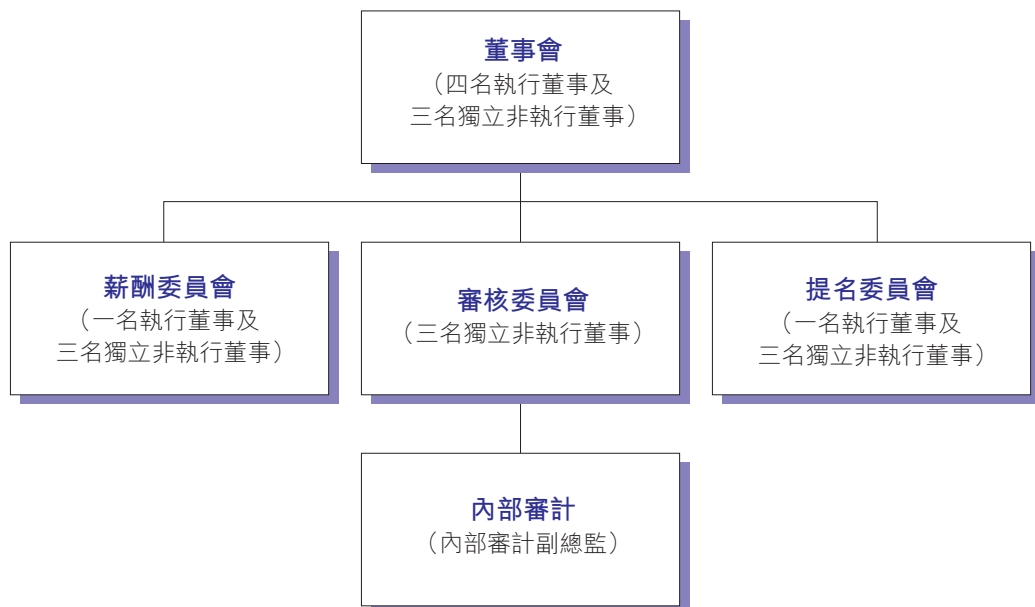 董事會
（四名執行董事及
三名獨立非執行董事）
薪酬委員會
（一名執行董事及
三名獨立非執行董事）
審核委員會
（三名獨立非執行董事）
提名委員會
（一名執行董事及
三名獨立非執行董事）
內部審計
（內部審計副總監）